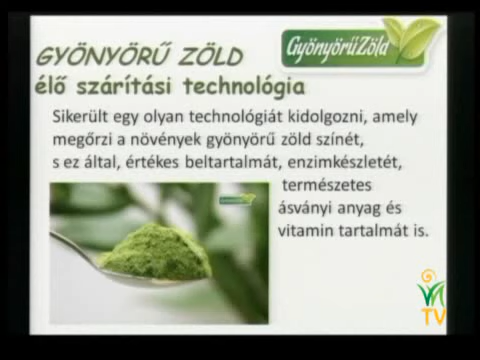 GYÖNYÖRŰ ZÖLD
GyönyörűZöld
élő szárítási technológia
Sikerült egy olyan technológiát kidolgozni, amely
megőrzi a növények gyönyörű zöld színét,
s ez által, értékes beltartalmát, enzimkészletét,
természetes
ásványi anyag és
vitamin tartalmát is.
GyönyörűZöld
TV